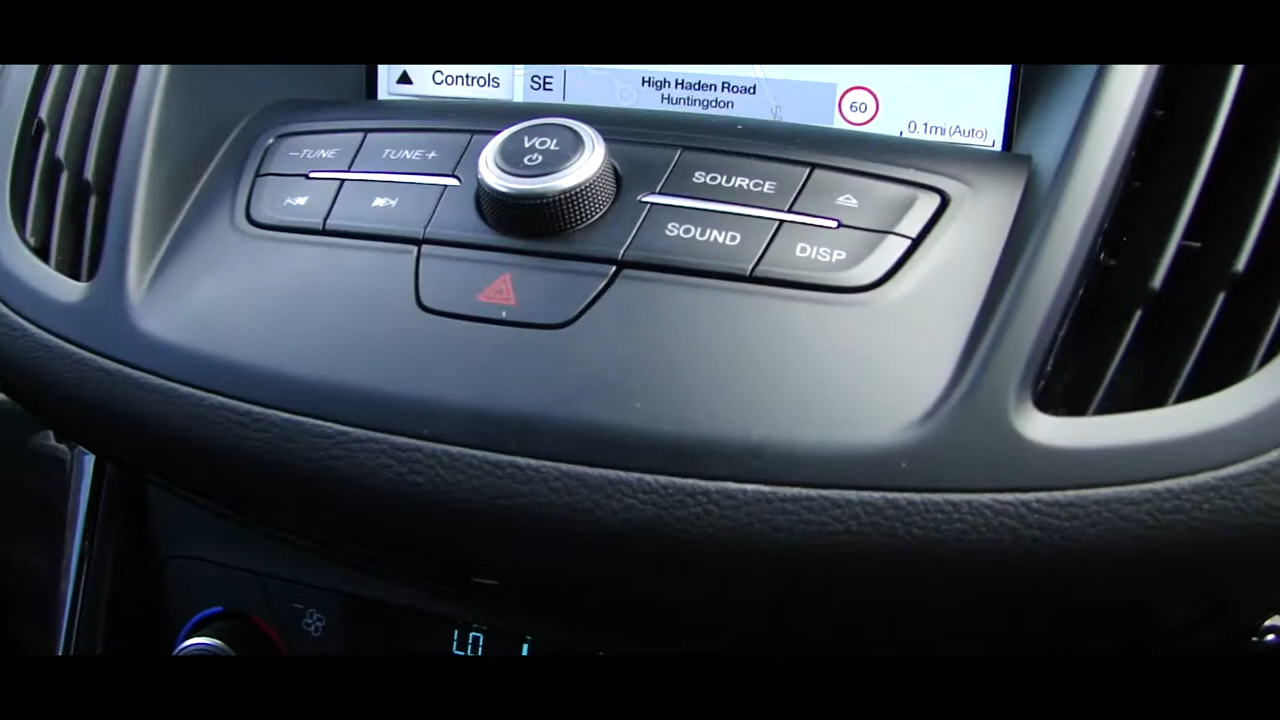 Controls
SE
High Haden Road
Huntingdon
60
0.1mi (Auto)
−TUNE
TUNE+
VOL
SOURCE
SOUND
DISP
LO